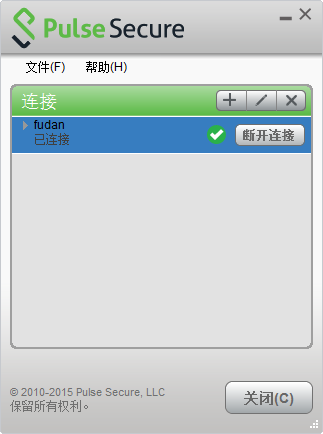 Pulse Secure
文件(F) 帮助(H)
连接
fudan
已连接
断开连接
© 2010-2015 Pulse Secure, LLC
保留所有权利。
关闭(C)